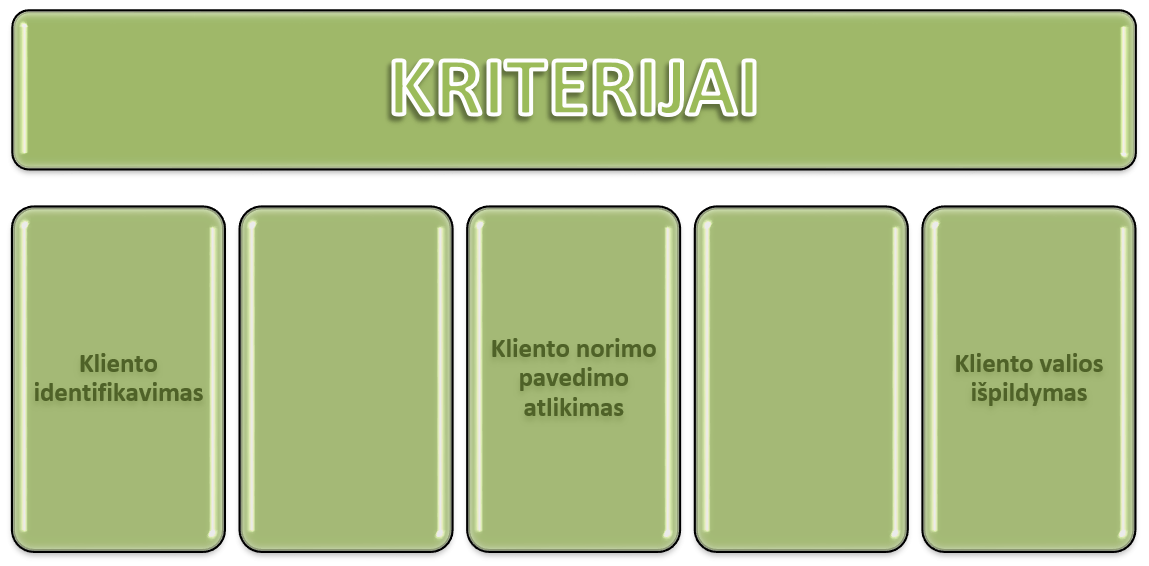 KRITERIJAI
Kliento
identifikavimas
Kliento norimo
pavedimo
atlikimas
Kliento valios
išpildymas